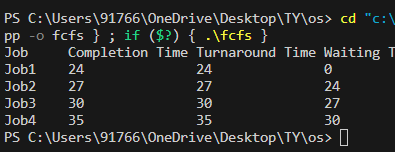 PS C:\Users\91766\OneDrive\Desktop\TY\os> cd "c:\
pp -o fcfs } ; if ($?) { .\fcfs }
Job Completion Time Turnaround Time Waiting T
Job1 24 24 0
Job2 27 27 24
Job3 30 30 27
Job4 35 35 30
PS C:\Users\91766\OneDrive\Desktop\TY\os>